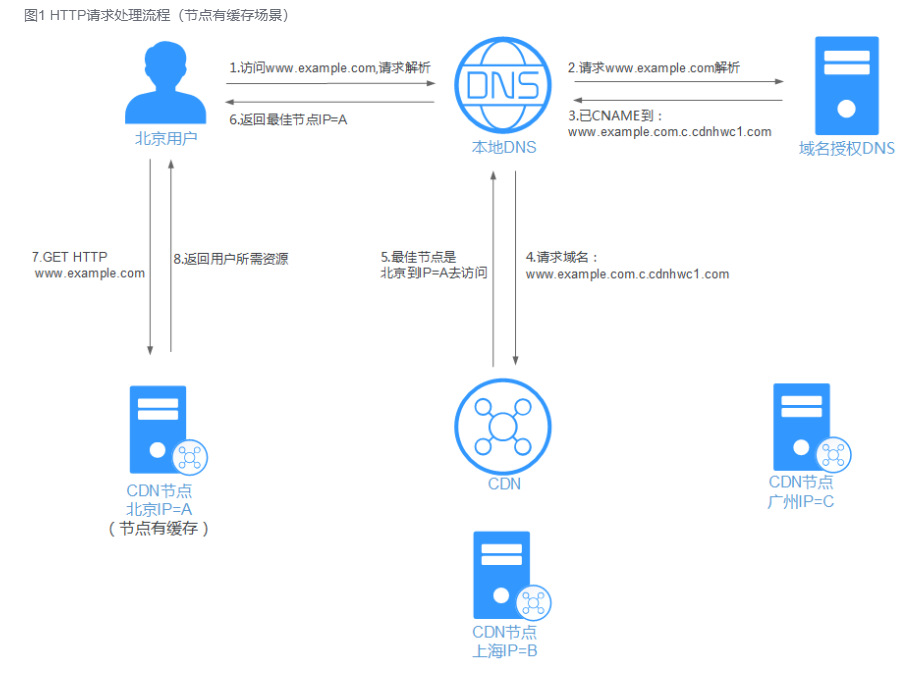 图1 HTTP请求处理流程（节点有缓存场景）
1.访问www.example.com,请求解析
DNS
2.请求www.example.com解析
6.返回最佳节点IP=A
3.已CNAME到：
www.example.com.c.cdnhwc1.com
北京用户
本地DNS
域名授权DNS
7.GET HTTP
www.example.com
8.返回用户所需资源
5.最佳节点是
北京到IP=A去访问
4.请求域名：
www.example.com.c.cdnhwc1.com
CDN节点
北京IP=A
（节点有缓存）
CDN
CDN节点
广州IP=C
CDN节点
上海IP=B